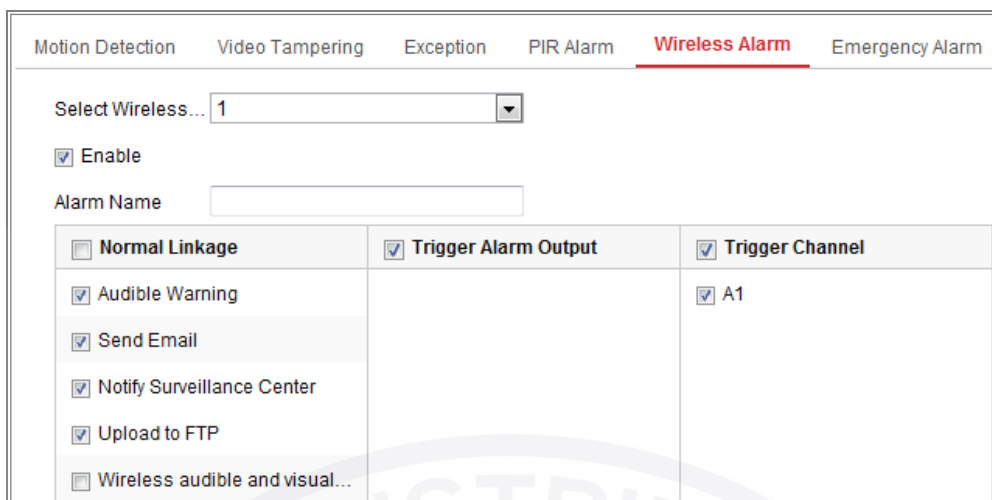 Motion Detection Video Tampering Exception PIR Alarm Wireless Alarm Emergency Alarm
Select Wireless... 1
Enable
Alarm Name
Normal Linkage Trigger Alarm Output Trigger Channel
Audible Warning A1
Send Email
Notify Surveillance Center
Upload to FTP
Wireless audible and visual...